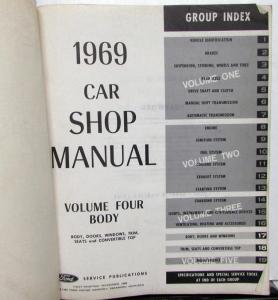 1969
CAR
SHOP
MANUAL
VOLUME FOUR
BODY
BODY, DOORS, WINDOWS, TRIM,
SEATS and CONVERTIBLE TOP
Ford
SERVICE PUBLICATIONS
GROUP INDEX
VEHICLE IDENTIFICATION 1
BRAKES 2
SUSPENSION, STEERING, WHEELS AND TIRES 3
REAR AXLE 4
VOLUME ONE
DRIVE SHAFT AND CLUTCH 5
MANUAL SHIFT TRANSMISSION 6
AUTOMATIC TRANSMISSION 7
ENGINE 8
IGNITION SYSTEM 9
FUEL SYSTEM 10
VOLUME TWO
COOLING SYSTEM 11
EXHAUST SYSTEM 12
STARTING SYSTEM 13
CHARGING SYSTEM 14
VOLUME THREE
VENTILATING, HEATING AND ACCESSORIES 16
BODY, DOORS AND WINDOWS 17
TRIM, SEATS AND CONVERTIBLE TOP 18
19
VOLUME FIVE
SPECIFICATIONS AND SPECIAL SERVICE TOOLS
AT END OF EACH GROUP